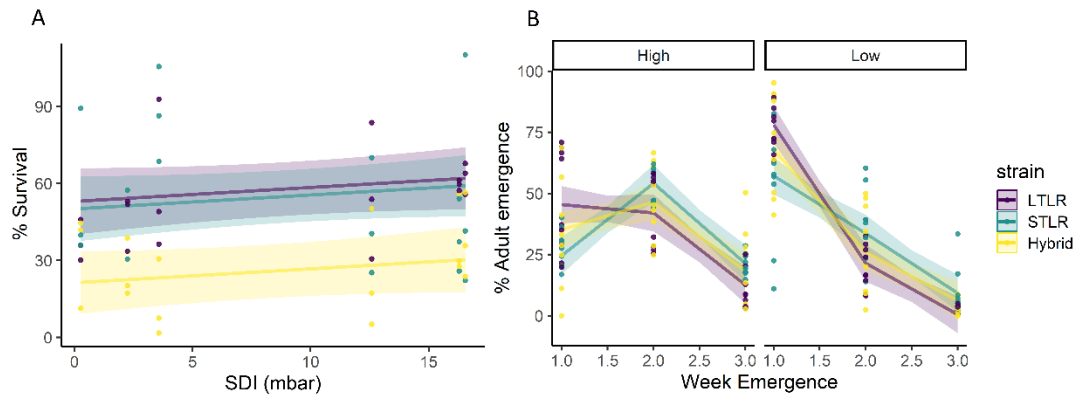 A
% Survival
90
60
30
0
0
5
10
15
SDI (mbar)
B
High
Low
% Adult emergence
100
75
50
25
0
1.0
1.5
2.0
2.5
3.0
1.0
1.5
2.0
2.5
3.0
Week Emergence
strain
LTLR
STLR
Hybrid